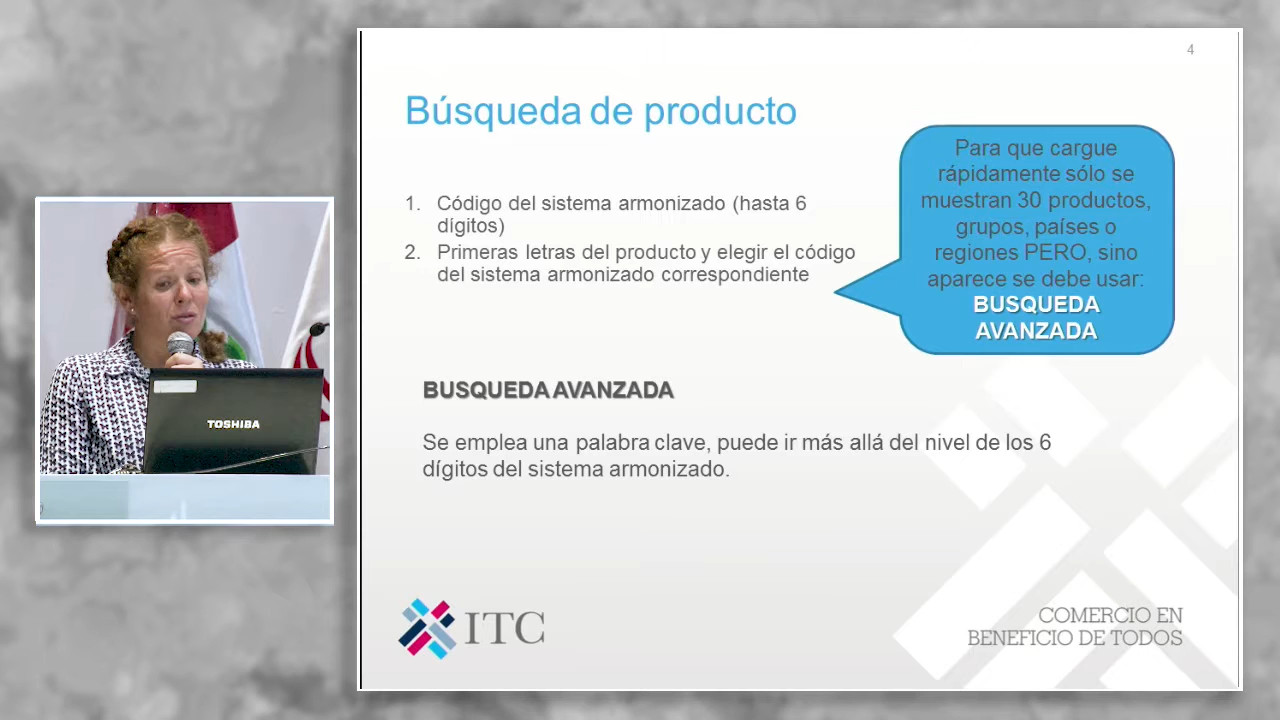 4
Búsqueda de producto
1. Código del sistema armonizado (hasta 6
dígitos)
2. Primeras letras del producto y elegir el código
del sistema armonizado correspondiente
Para que cargue
rápidamente sólo se
muestran 30 productos,
grupos, países o
regiones PERO, sino
aparece se debe usar:
BUSQUEDA
AVANZADA
BUSQUEDA AVANZADA
Se emplea una palabra clave, puede ir más allá del nivel de los 6
dígitos del sistema armonizado.
TOSHIBA
ITC
COMERCIO EN
BENEFICIO DE TODOS